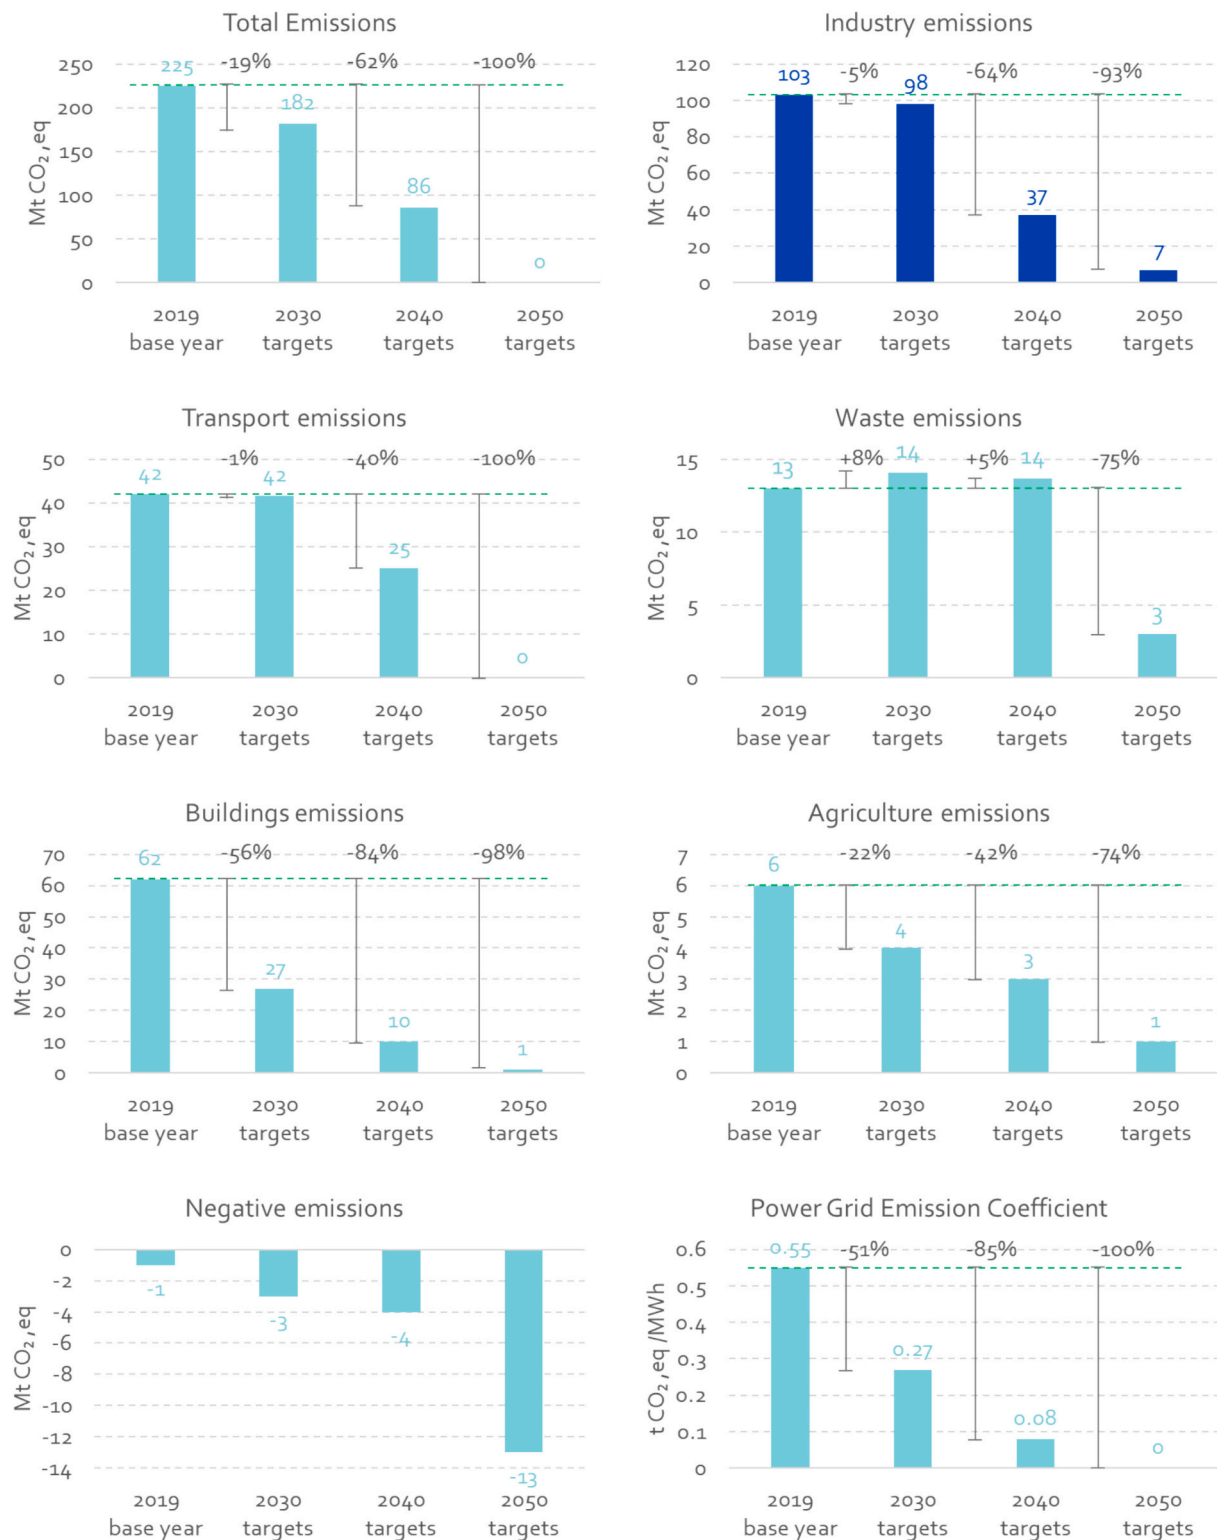 Total Emissions
Mt CO₂,eq
250
200
150
100
50
0
225
182
86
0
-19%
-62%
-100%
2019 base year
2030 targets
2040 targets
2050 targets
Industry emissions
Mt CO₂,eq
120
100
80
60
40
20
0
103
98
37
7
-5%
-64%
-93%
2019 base year
2030 targets
2040 targets
2050 targets
Transport emissions
Mt CO₂,eq
50
40
30
20
10
0
42
42
25
0
-1%
-40%
-100%
2019 base year
2030 targets
2040 targets
2050 targets
Waste emissions
Mt CO₂,eq
15
10
5
0
13
14
14
3
+8%
+5%
-75%
2019 base year
2030 targets
2040 targets
2050 targets
Buildings emissions
Mt CO₂,eq
70
60
50
40
30
20
10
0
62
27
10
1
-56%
-84%
-98%
2019 base year
2030 targets
2040 targets
2050 targets
Agriculture emissions
Mt CO₂,eq
7
6
5
4
3
2
1
0
6
4
3
1
-22%
-42%
-74%
2019 base year
2030 targets
2040 targets
2050 targets
Negative emissions
Mt CO₂,eq
0
-2
-4
-6
-8
-10
-12
-14
-1
-3
-4
-13
2019 base year
2030 targets
2040 targets
2050 targets
Power Grid Emission Coefficient
t CO₂,eq /MWh
0.6
0.5
0.4
0.3
0.2
0.1
0
0.55
0.27
0.08
0
-51%
-85%
-100%
2019 base year
2030 targets
2040 targets
2050 targets